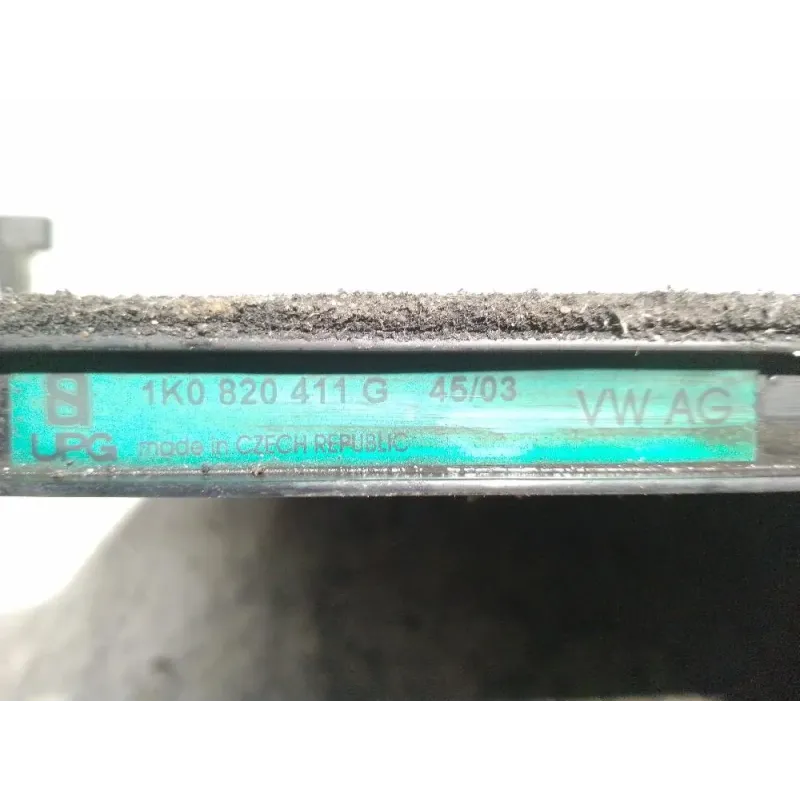 1K0 820 411 G 45/03 VW AG
UPG made in CZECH REPUBLIC